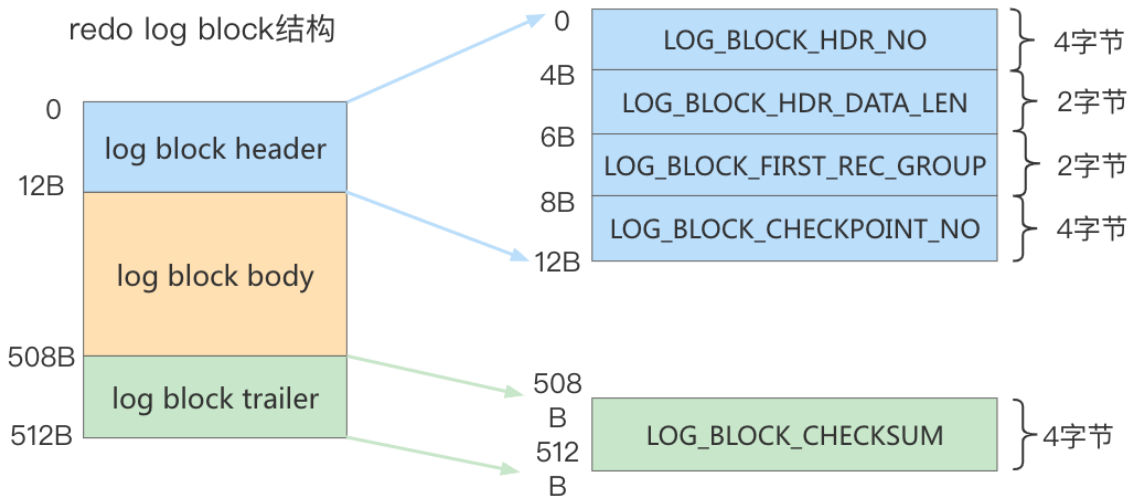 redo log block结构
0
log block header
12B
log block body
508B
log block trailer
512B
0
LOG_BLOCK_HDR_NO
4字节
4B
LOG_BLOCK_HDR_DATA_LEN
2字节
6B
LOG_BLOCK_FIRST_REC_GROUP
2字节
8B
LOG_BLOCK_CHECKPOINT_NO
4字节
12B
508
B
LOG_BLOCK_CHECKSUM
4字节
512
B